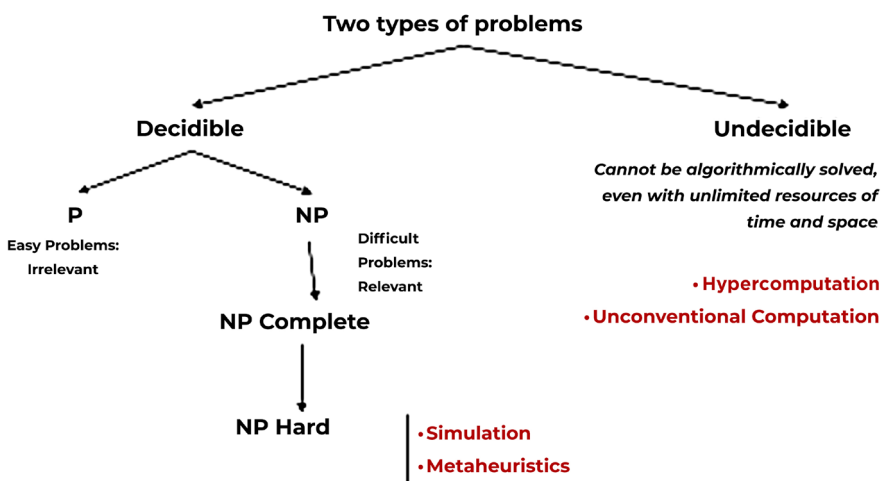 Two types of problems
Decidible
Undecidible
Cannot be algorithmically solved,
even with unlimited resources of
time and space
P
NP
Easy Problems:
Irrelevant
Difficult
Problems:
Relevant
• Hypercomputation
• Unconventional Computation
NP Complete
NP Hard
• Simulation
• Metaheuristics